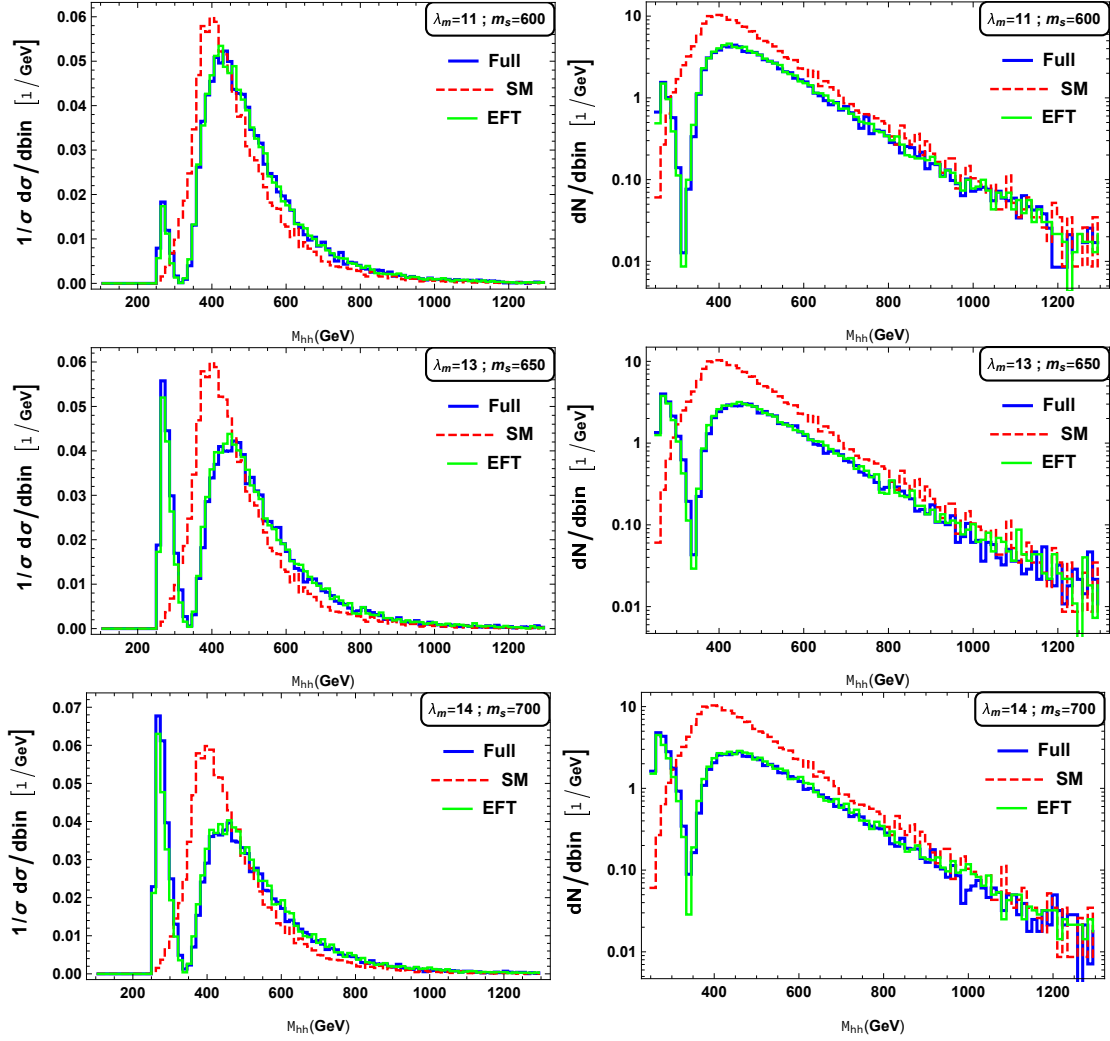 λm=11 ; ms=600
Full
SM
EFT
1/σ dσ/dbin [1/GeV]
0.06
0.05
0.04
0.03
0.02
0.01
0.00
200 400 600 800 1000 1200
Mhh(GeV)
λm=11 ; ms=600
Full
SM
EFT
dN/dbin [1/GeV]
10
1
0.10
0.01
400 600 800 1000 1200
Mhh(GeV)
λm=13 ; ms=650
Full
SM
EFT
1/σ dσ/dbin [1/GeV]
0.06
0.05
0.04
0.03
0.02
0.01
0.00
200 400 600 800 1000 1200
Mhh(GeV)
λm=13 ; ms=650
Full
SM
EFT
dN/dbin [1/GeV]
10
1
0.10
0.01
400 600 800 1000 1200
Mhh(GeV)
λm=14 ; ms=700
Full
SM
EFT
1/σ dσ/dbin [1/GeV]
0.07
0.06
0.05
0.04
0.03
0.02
0.01
0.00
200 400 600 800 1000 1200
Mhh(GeV)
λm=14 ; ms=700
Full
SM
EFT
dN/dbin [1/GeV]
10
1
0.10
0.01
400 600 800 1000 1200
Mhh(GeV)